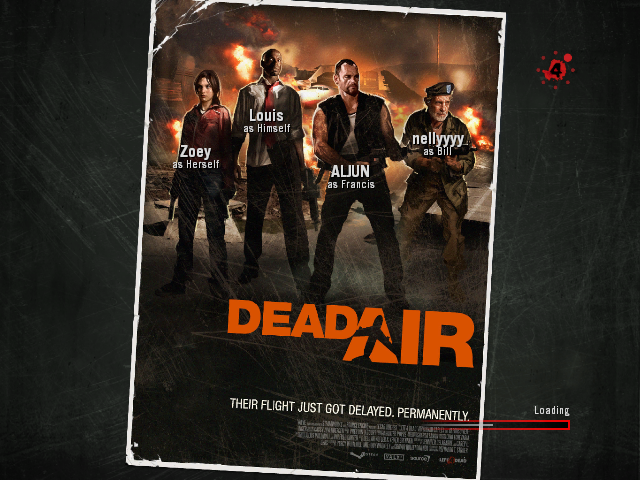 Louis
as Himself
nellyyyy
as Bill
Zoey
as Herself
ALJUN
as Francis
DEAD AIR
THEIR FLIGHT JUST GOT DELAYED. PERMANENTLY.
Loading